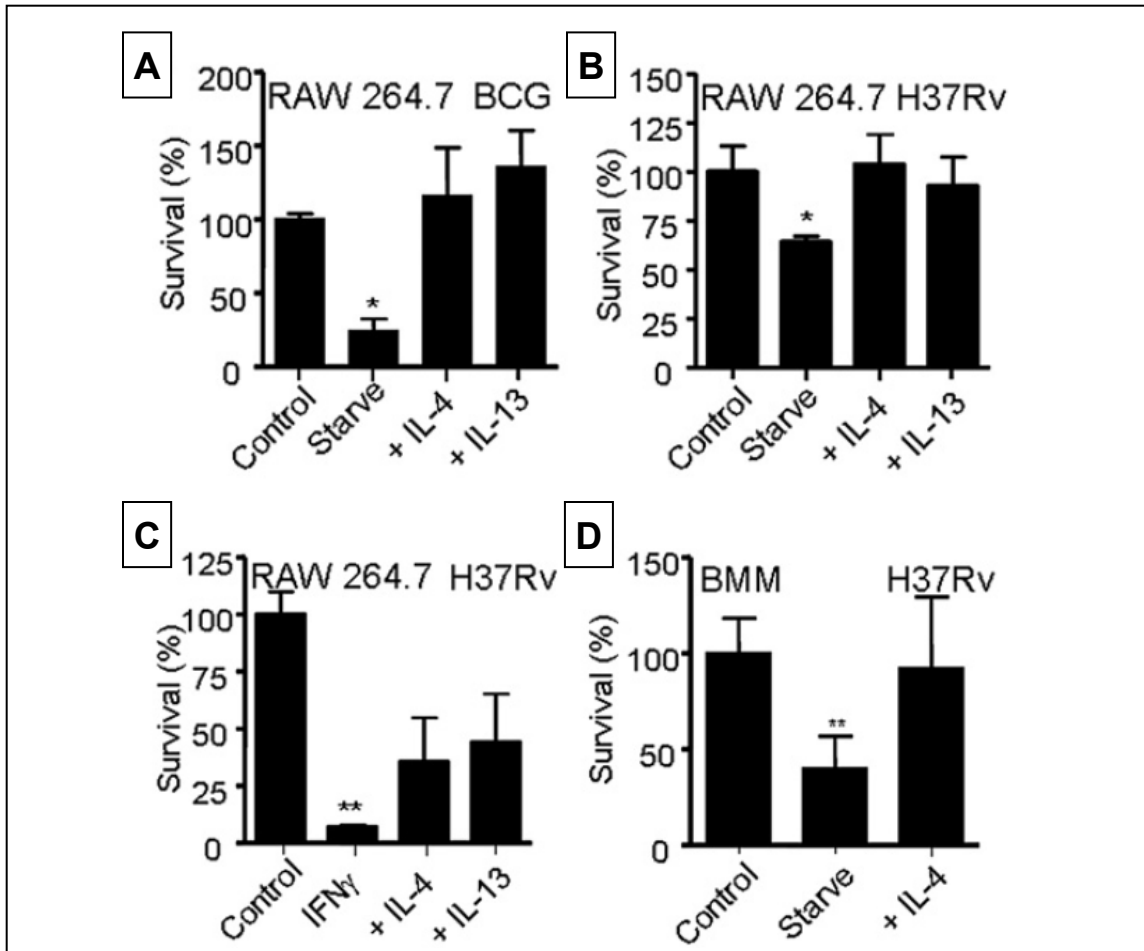 A
RAW 264.7 BCG
Survival (%)
200
150
100
50
0
*
Control
Starve
+ IL-4
+ IL-13
B
RAW 264.7 H37Rv
Survival (%)
150
125
100
75
50
25
0
*
Control
Starve
+ IL-4
+ IL-13
C
RAW 264.7 H37Rv
Survival (%)
125
100
75
50
25
0
**
Control
IFNγ
+ IL-4
+ IL-13
D
BMM H37Rv
Survival (%)
150
100
50
0
**
Control
Starve
+ IL-4